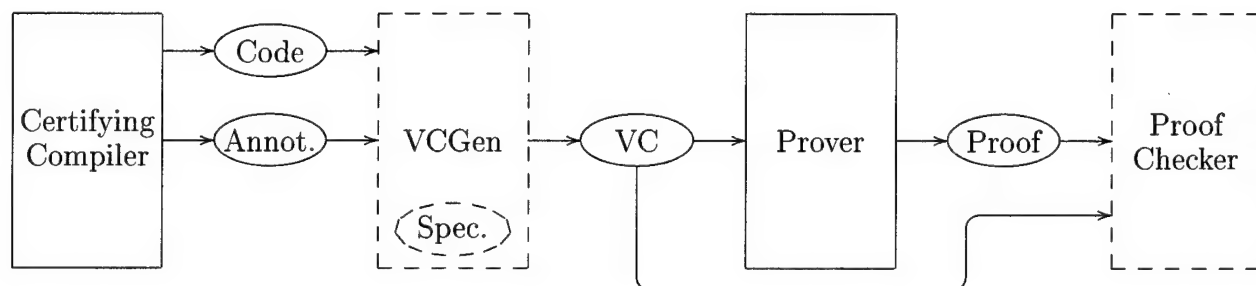 Code
Certifying
Compiler
Annot.
VCGen
Spec.
VC
Prover
Proof
Proof
Checker